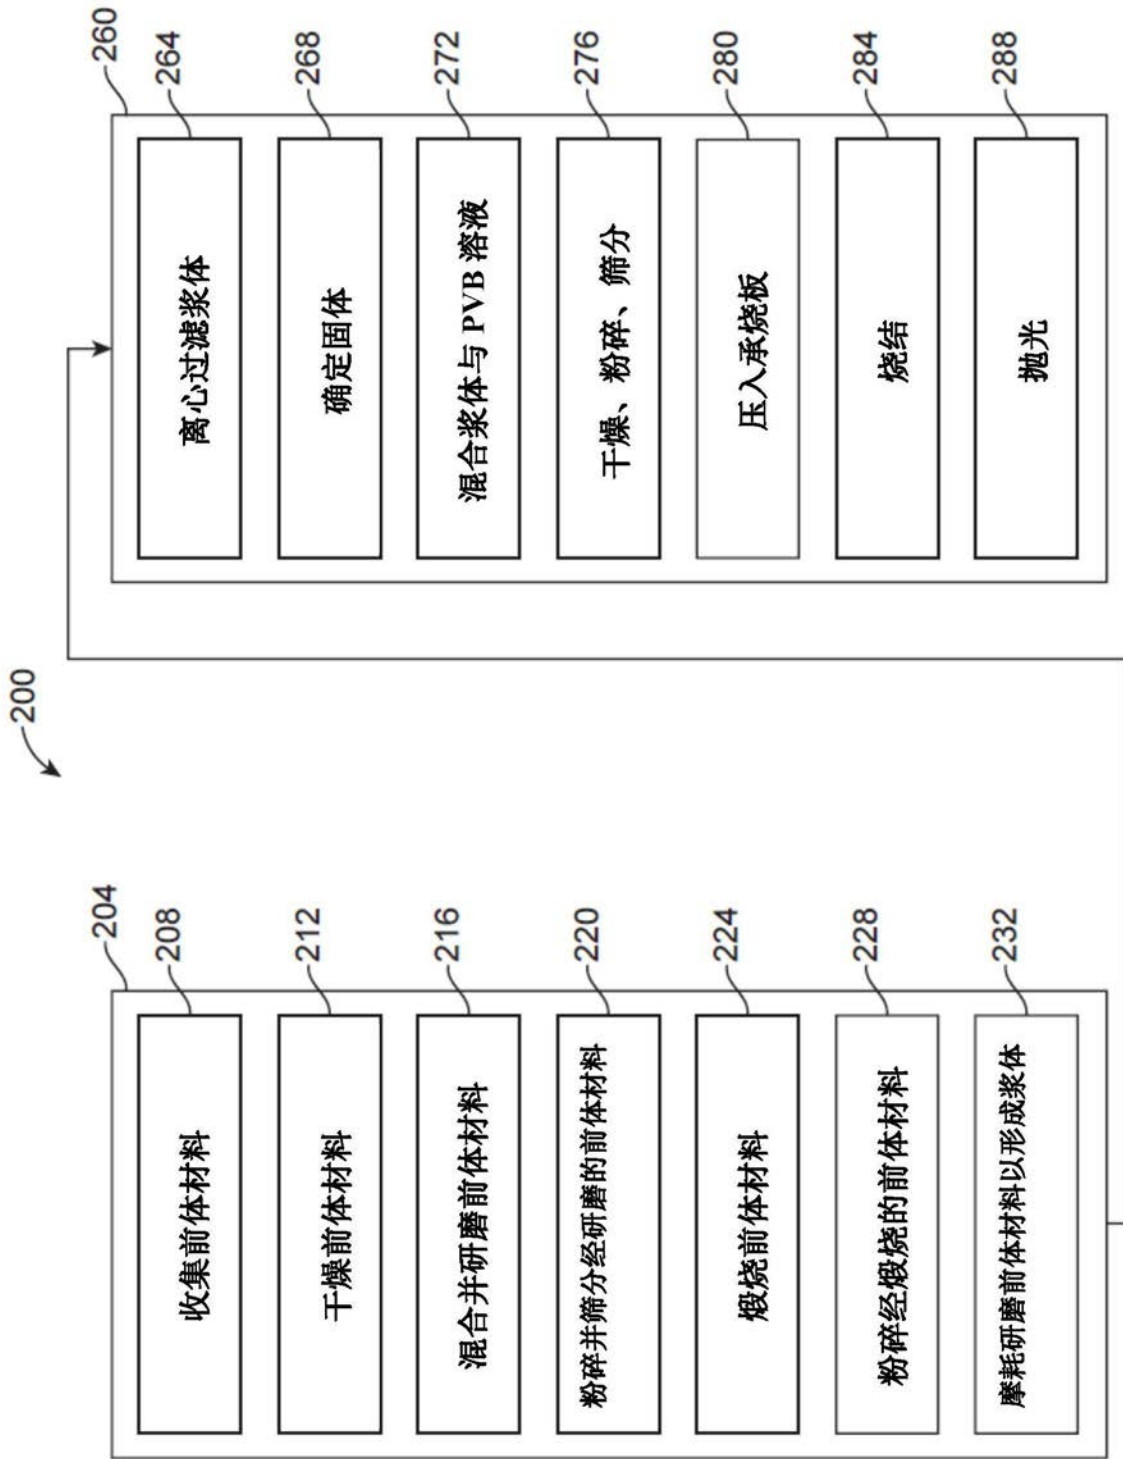 200
204
208
收集前体材料
212
干燥前体材料
216
混合并研磨前体材料
220
粉碎并筛分经研磨的前体材料
224
煅烧前体材料
228
粉碎经煅烧的前体材料
232
摩耗研磨前体材料以形成浆体
260
264
离心过滤浆体
268
确定固体
272
混合浆体与 PVB 溶液
276
干燥、粉碎、筛分
280
压入承烧板
284
烧结
288
抛光